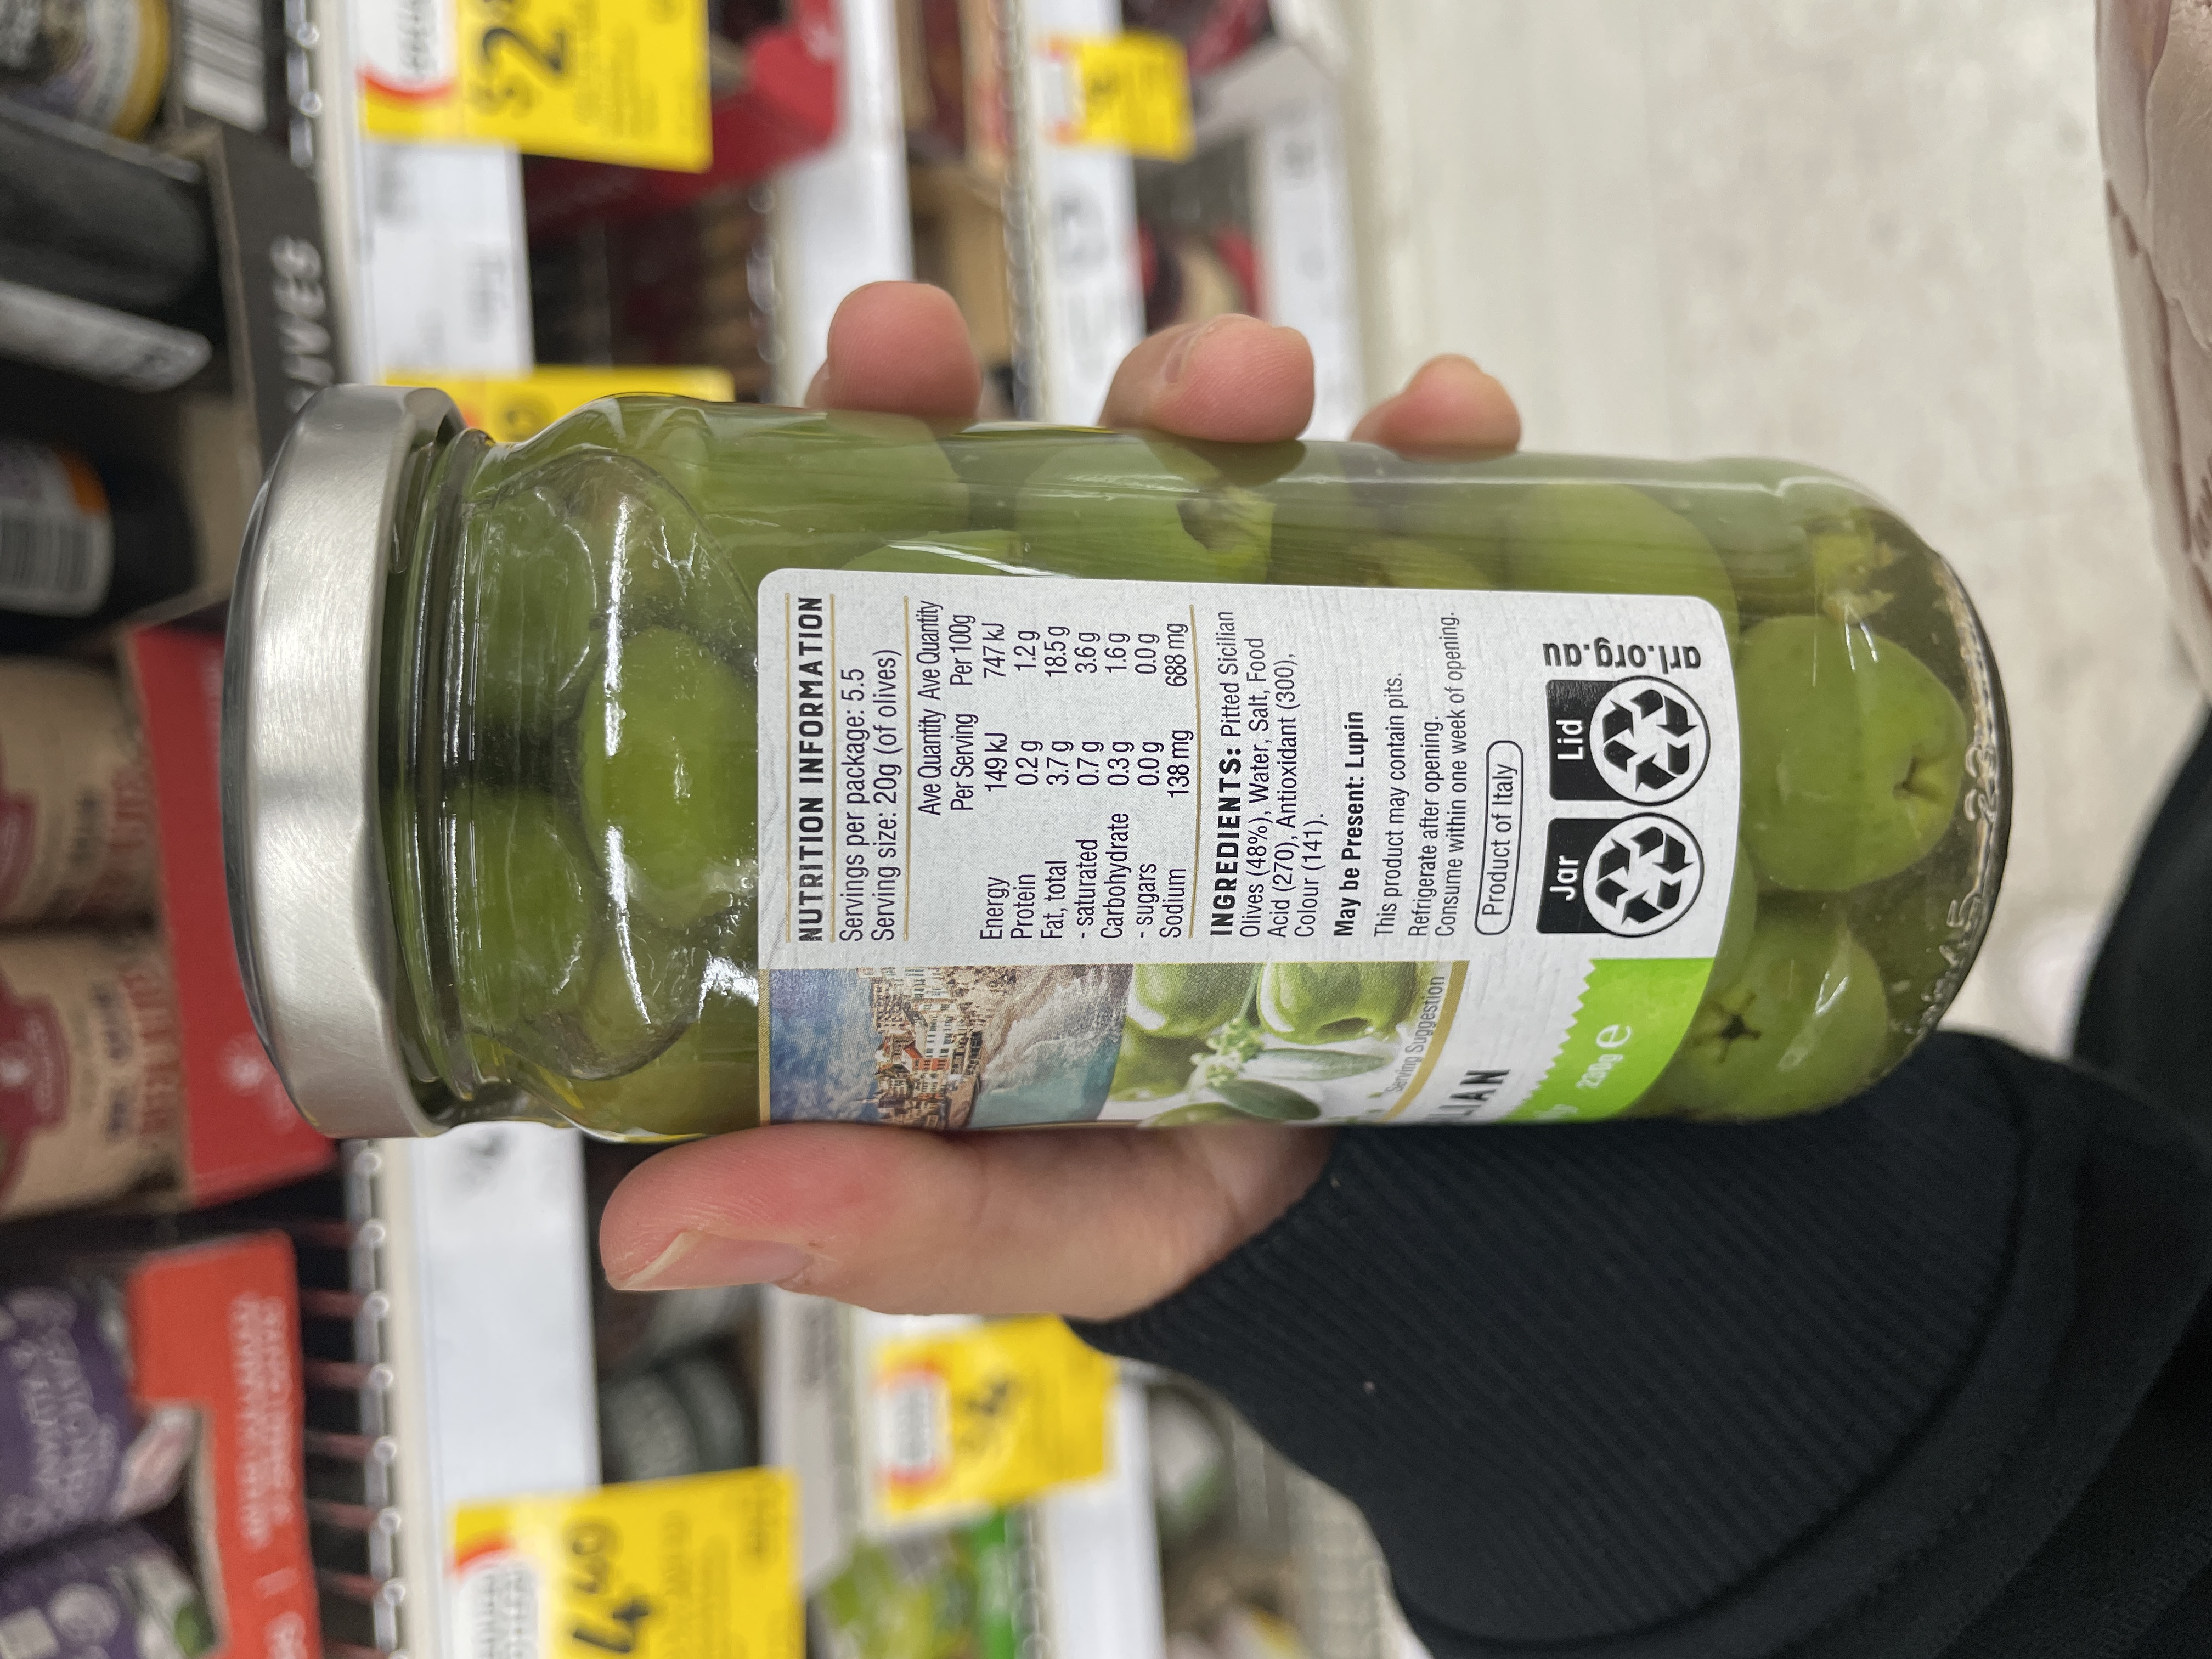 LIVES
4 40
$2
4
NUTRITION INFORMATION
Servings per package: 5.5
Serving size: 20g (of olives)
Ave Quantity Ave Quantity
Per Serving Per 100g
Energy 149 kJ 747 kJ
Protein 0.2 g 1.2 g
Fat, total 3.7 g 18.5 g
- saturated 0.7 g 3.6 g
Carbohydrate 0.3 g 1.6 g
- sugars 0.0 g 0.0 g
Sodium 138 mg 688 mg
INGREDIENTS: Pitted Sicilian
Olives (48%), Water, Salt, Food
Acid (270), Antioxidant (300),
Colour (141).
May be Present: Lupin
This product may contain pits.
Refrigerate after opening.
Consume within one week of opening.
Product of Italy
Jar Lid
arl.org.au
Serving Suggestion
LIAN
230g e